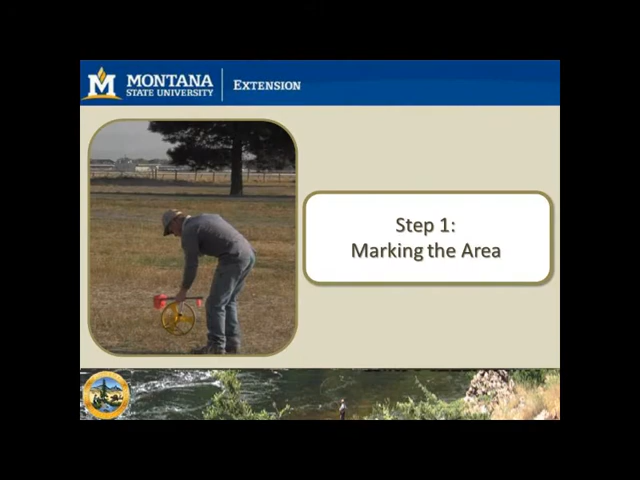 MONTANA
STATE UNIVERSITY
EXTENSION
Step 1:
Marking the Area